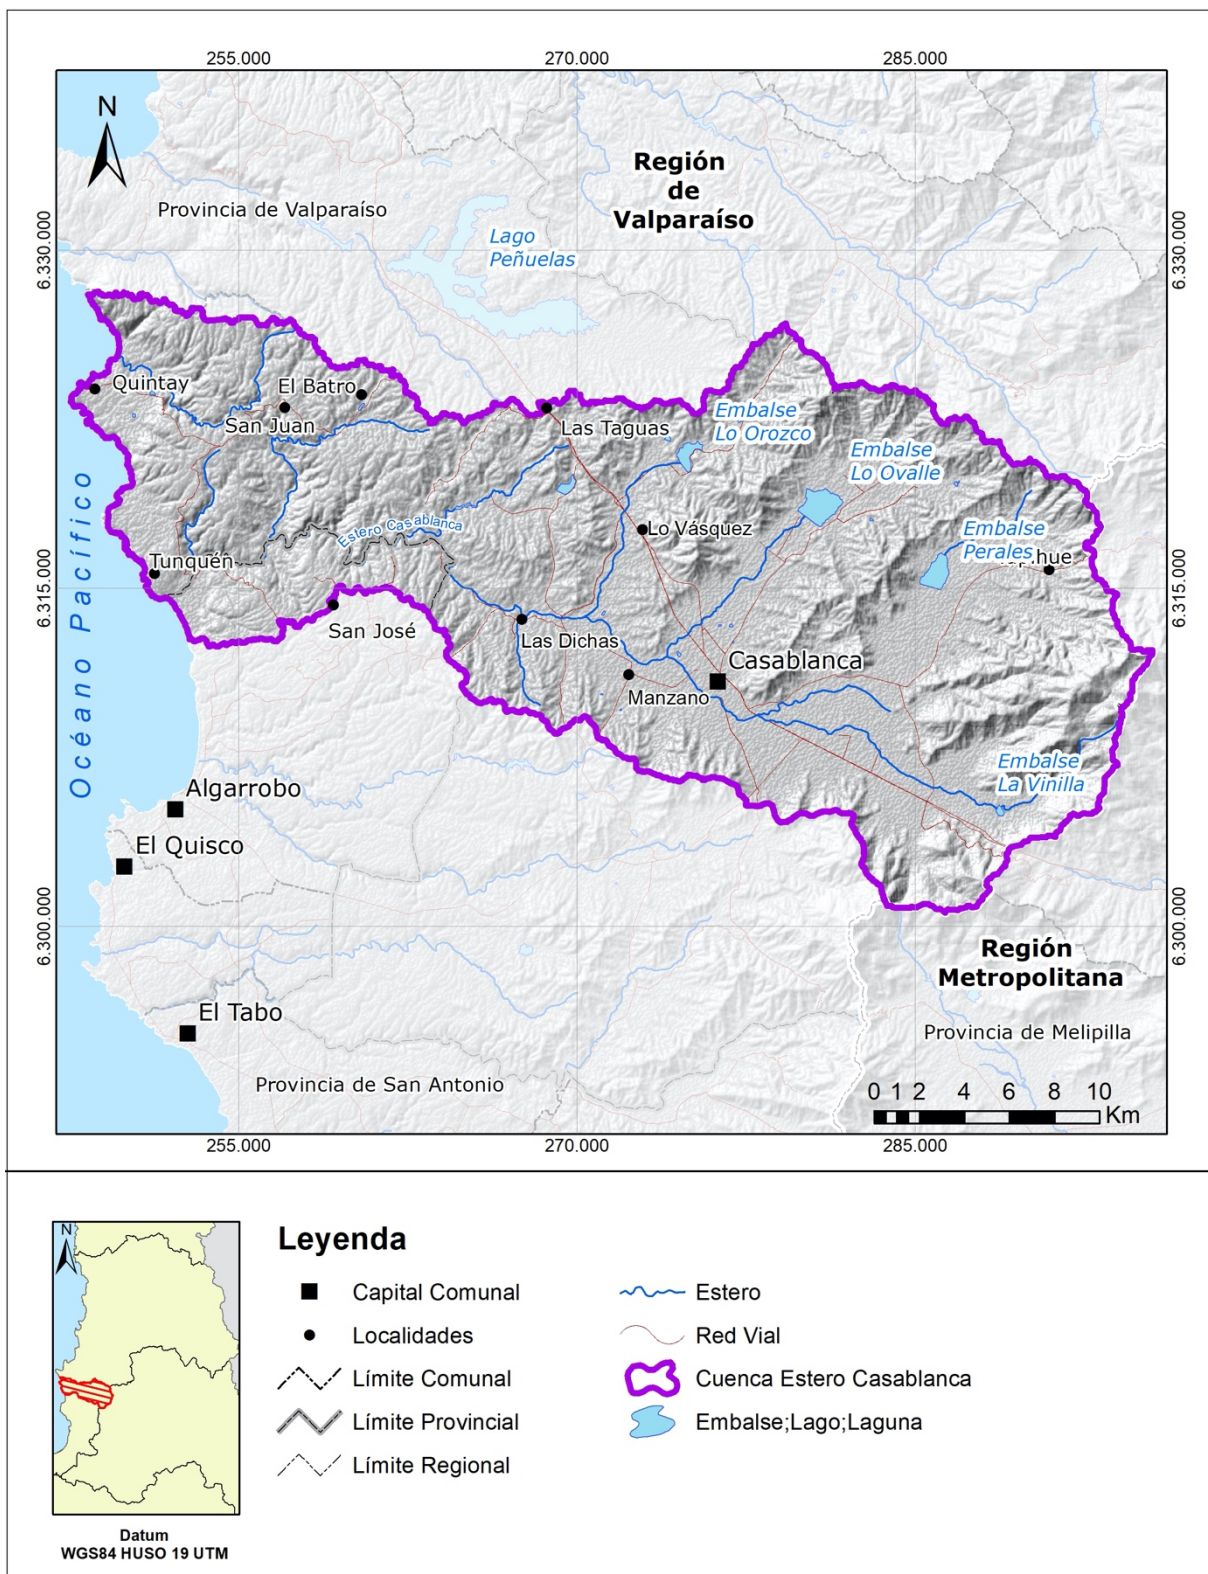 255.000
270.000
285.000
N
Región
de
Valparaíso
Provincia de Valparaíso
Lago
Peñuelas
6.330.000
6.330.000
Quintay
El Batro
San Juan
Las Taguas
Embalse
Lo Orozco
Embalse
Lo Ovalle
Estero Casablanca
Lo Vásquez
Embalse
Perales
Océano Pacífico
Tunquén
6.315.000
6.315.000
San José
Las Dichas
Casablanca
Manzano
Embalse
La Vinilla
Algarrobo
El Quisco
6.300.000
6.300.000
Región
Metropolitana
El Tabo
Provincia de Melipilla
Provincia de San Antonio
0 1 2 4 6 8 10
Km
255.000
270.000
285.000
N
Datum
WGS84 HUSO 19 UTM
Leyenda
Capital Comunal
Localidades
Límite Comunal
Límite Provincial
Límite Regional
Estero
Red Vial
Cuenca Estero Casablanca
Embalse;Lago;Laguna